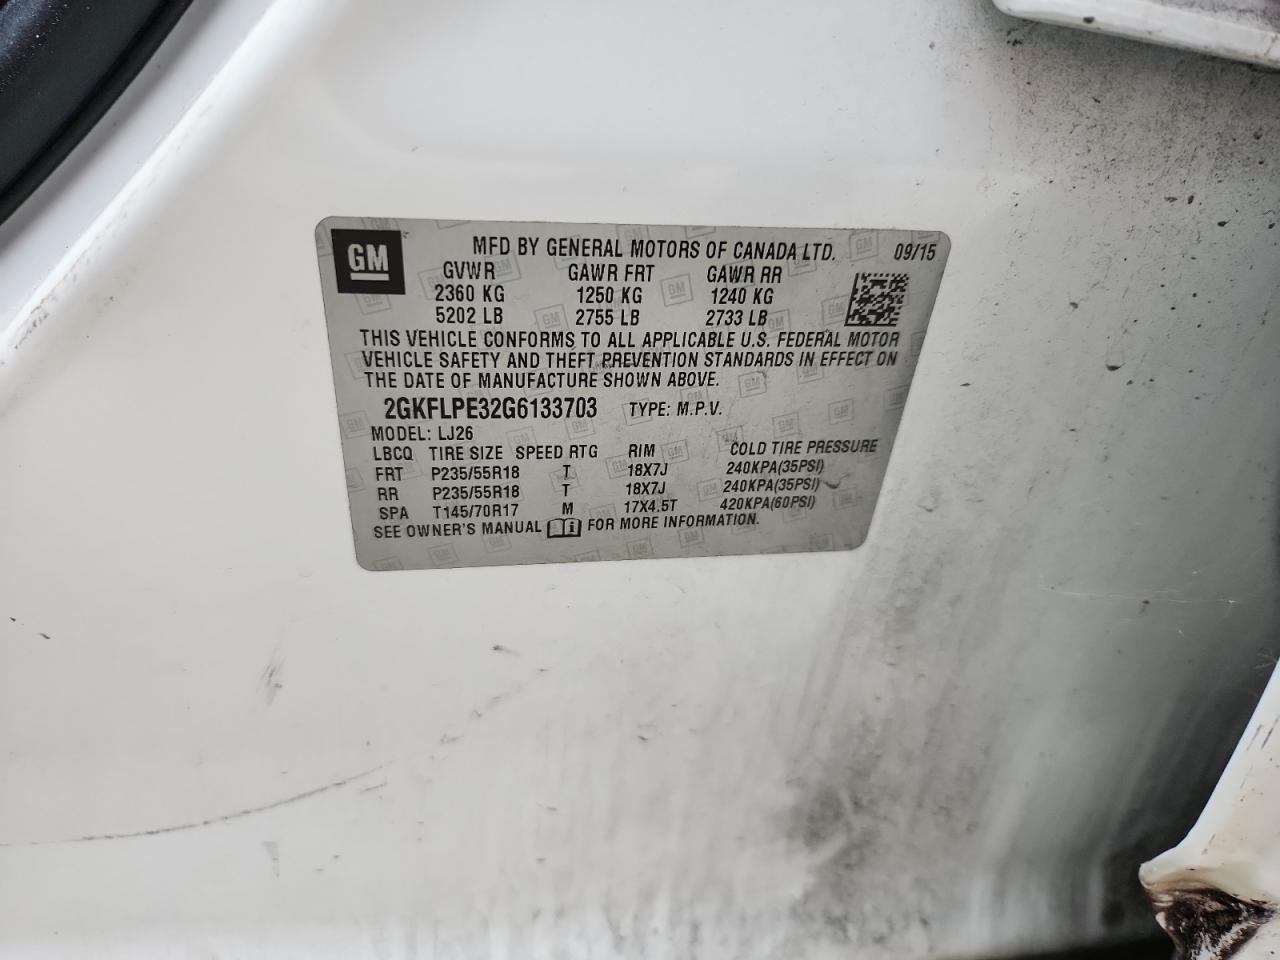 GM
MFD BY GENERAL MOTORS OF CANADA LTD. 09/15
GVWR GAWR FRT GAWR RR
2360 KG 1250 KG 1240 KG
5202 LB 2755 LB 2733 LB
THIS VEHICLE CONFORMS TO ALL APPLICABLE U.S. FEDERAL MOTOR
VEHICLE SAFETY AND THEFT PREVENTION STANDARDS IN EFFECT ON
THE DATE OF MANUFACTURE SHOWN ABOVE.
2GKFLPE32G6133703 TYPE: M.P.V.
MODEL: LJ26
LBCQ TIRE SIZE SPEED RTG RIM COLD TIRE PRESSURE
FRT P235/55R18 T 18X7J 240KPA(35PSI)
RR P235/55R18 T 18X7J 240KPA(35PSI)
SPA T145/70R17 M 17X4.5T 420KPA(60PSI)
SEE OWNER'S MANUAL FOR MORE INFORMATION.